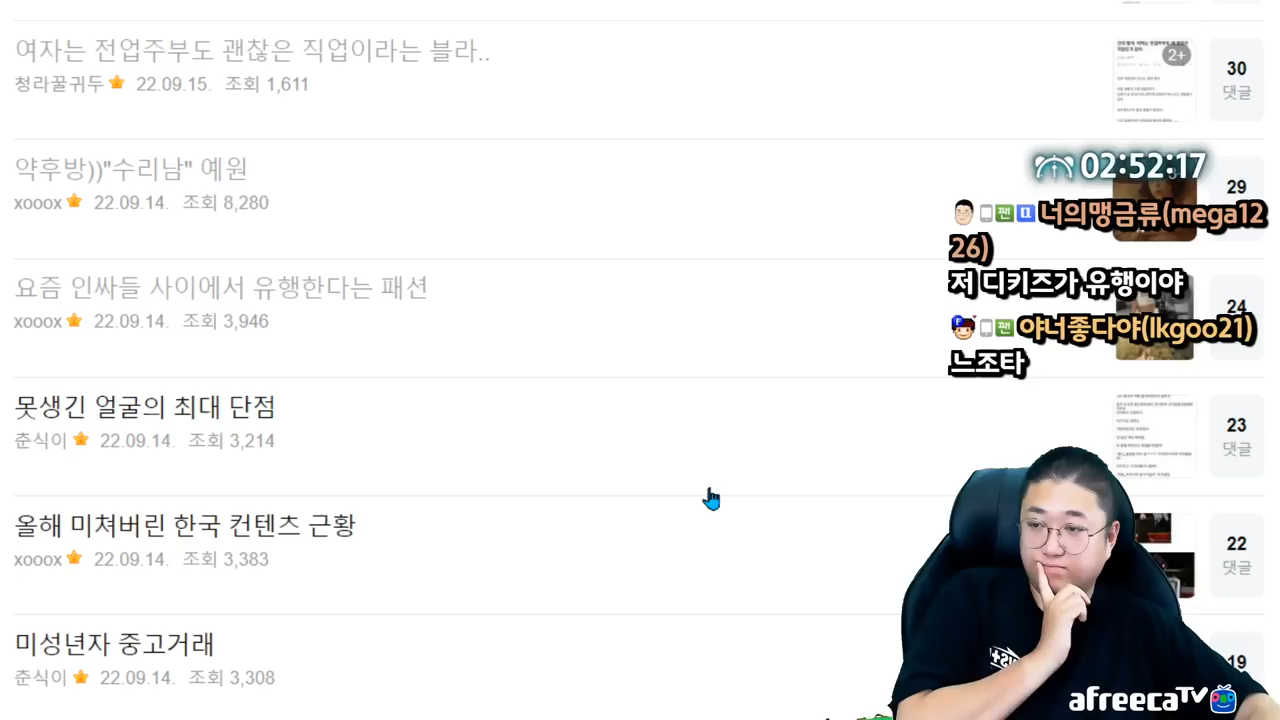 여자는 전업주부도 괜찮은 직업이라는 블라..
청라꿀귀두 22.09.15. 조회 1,611
2+
30
댓글
약후방))"수리남" 예원
xooox 22.09.14. 조회 8,280
29
02:52:17
너의맹금류(mega12
26)
저 디키즈가 유행이야
야너좋다야(lkgoo21)
느조타
요즘 인싸들 사이에서 유행한다는 패션
xooox 22.09.14. 조회 3,946
24
못생긴 얼굴의 최대 단점
춘식이 22.09.14. 조회 3,214
23
댓글
올해 미쳐버린 한국 컨텐츠 근황
xooox 22.09.14. 조회 3,383
22
댓글
미성년자 중고거래
춘식이 22.09.14. 조회 3,308
19
afreecaTV